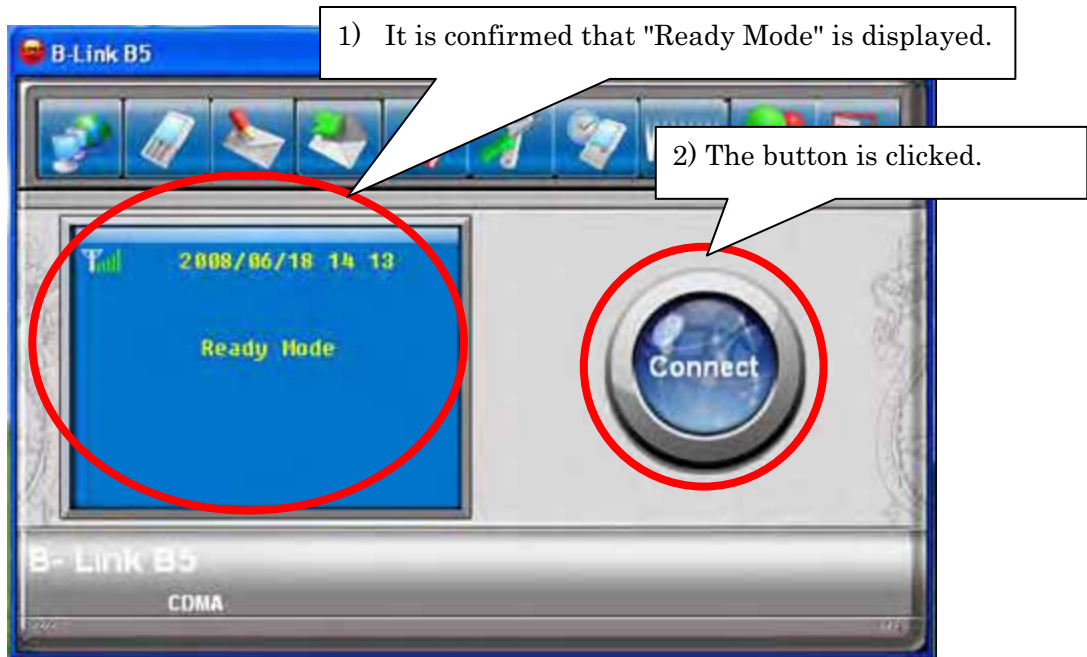 1) It is confirmed that "Ready Mode" is displayed.
B-Link B5
2) The button is clicked.
2008/06/18 14 13
Ready Mode
Connect
B- Link B5
CDMA